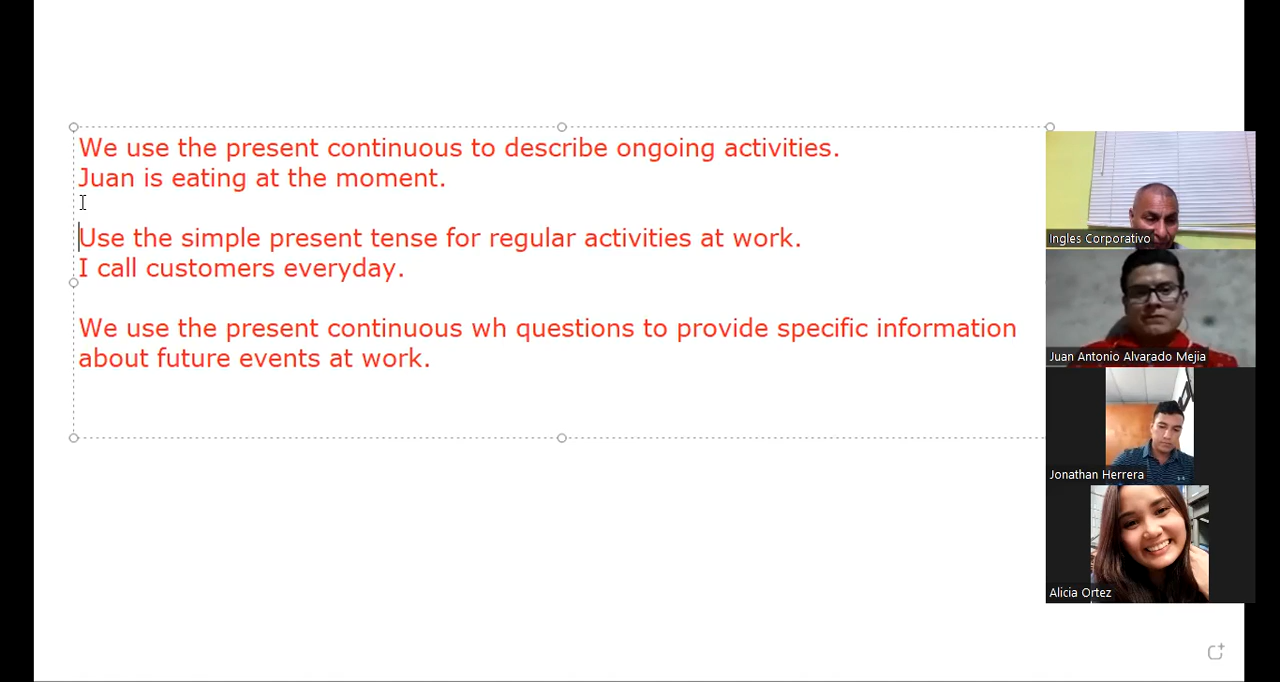 We use the present continuous to describe ongoing activities.
Juan is eating at the moment.
Use the simple present tense for regular activities at work.
I call customers everyday.
We use the present continuous wh questions to provide specific information
about future events at work.
Ingles Corporativo
Juan Antonio Alvarado Mejia
Jonathan Herrera
Alicia Ortez